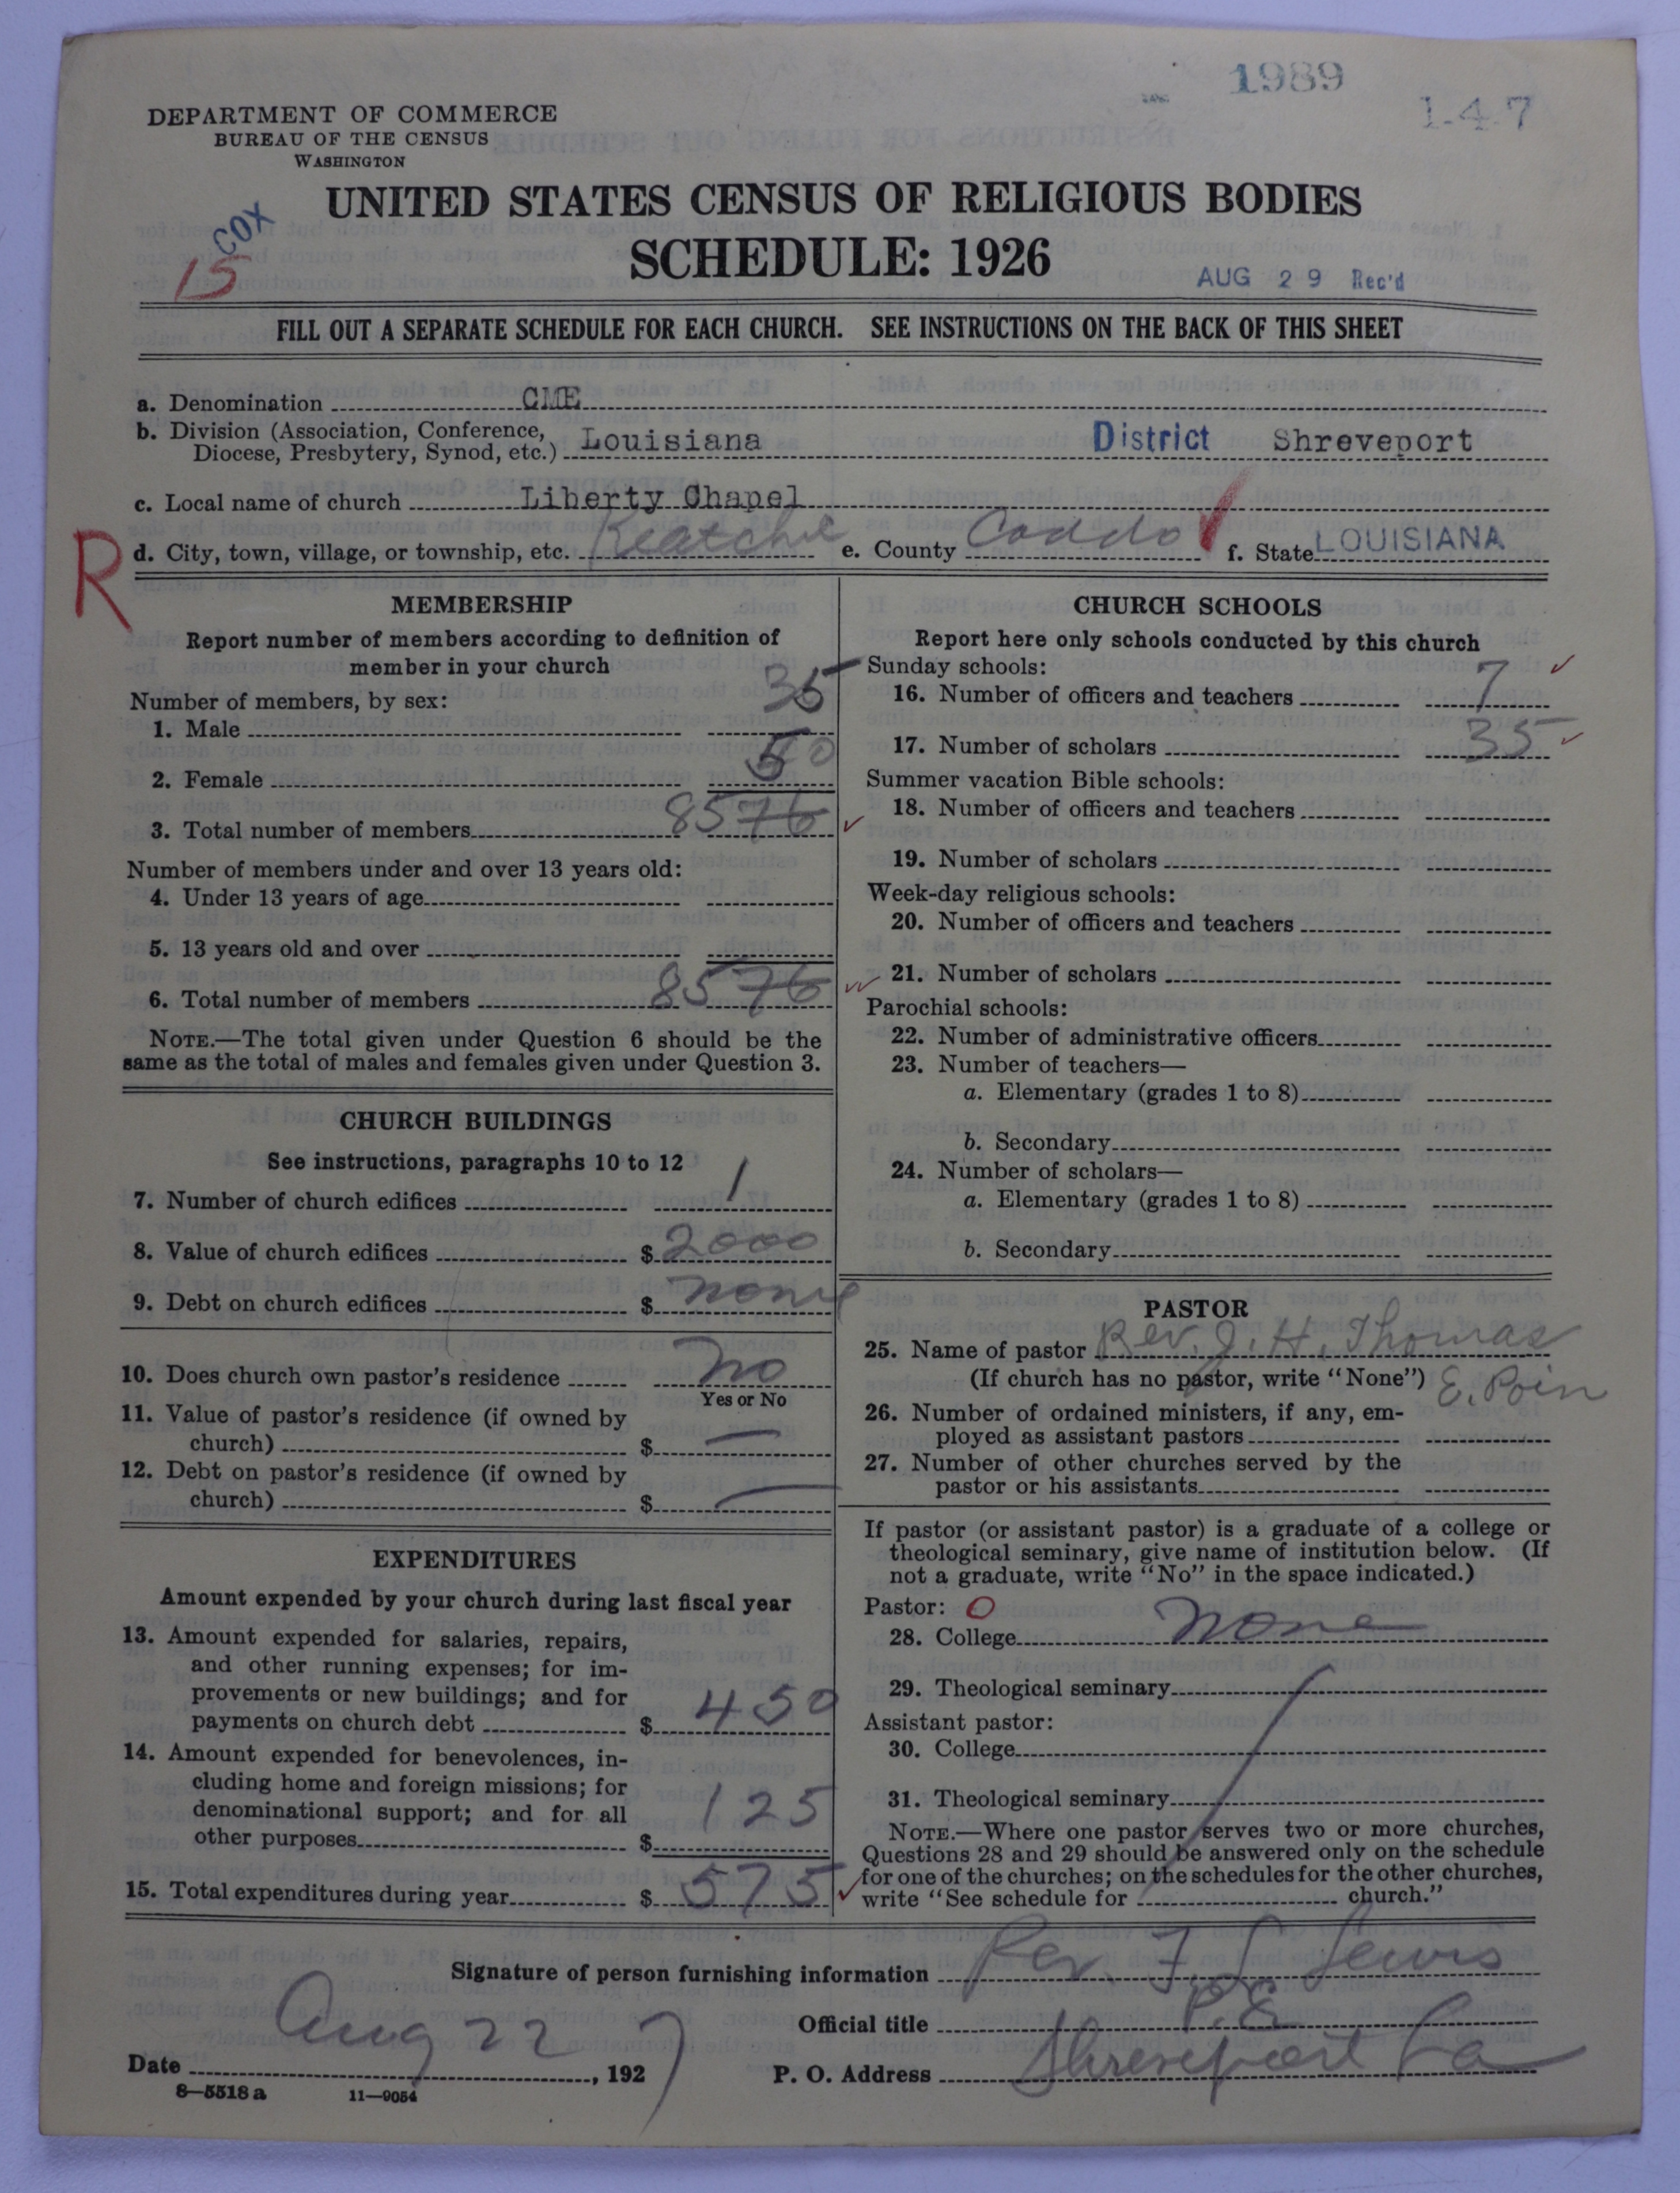 1989
1-4-7
DEPARTMENT OF COMMERCE
BUREAU OF THE CENSUS
WASHINGTON
UNITED STATES CENSUS OF RELIGIOUS BODIES
COX
15
SCHEDULE: 1926
AUG 29 Rec'd
FILL OUT A SEPARATE SCHEDULE FOR EACH CHURCH. SEE INSTRUCTIONS ON THE BACK OF THIS SHEET
a. Denomination CME
b. Division (Association, Conference, Diocese, Presbytery, Synod, etc.) Louisiana District Shreveport
c. Local name of church Liberty Chapel
R
d. City, town, village, or township, etc. Keatchie e. County Caddo f. State LOUISIANA
MEMBERSHIP
Report number of members according to definition of
member in your church
Number of members, by sex:
1. Male 35
2. Female 50
3. Total number of members 85 76
Number of members under and over 13 years old:
4. Under 13 years of age
5. 13 years old and over
6. Total number of members 85 76
NOTE.—The total given under Question 6 should be the
same as the total of males and females given under Question 3.
CHURCH BUILDINGS
See instructions, paragraphs 10 to 12
7. Number of church edifices 1
8. Value of church edifices $ 2000
9. Debt on church edifices $ none
10. Does church own pastor's residence No
Yes or No
11. Value of pastor's residence (if owned by
church) $ —
12. Debt on pastor's residence (if owned by
church) $ —
EXPENDITURES
Amount expended by your church during last fiscal year
13. Amount expended for salaries, repairs,
and other running expenses; for im-
provements or new buildings; and for
payments on church debt $ 450
14. Amount expended for benevolences, in-
cluding home and foreign missions; for
denominational support; and for all
other purposes $ 125
15. Total expenditures during year $ 575
CHURCH SCHOOLS
Report here only schools conducted by this church
Sunday schools:
16. Number of officers and teachers 7
17. Number of scholars 35
Summer vacation Bible schools:
18. Number of officers and teachers
19. Number of scholars
Week-day religious schools:
20. Number of officers and teachers
21. Number of scholars
Parochial schools:
22. Number of administrative officers
23. Number of teachers—
a. Elementary (grades 1 to 8)
b. Secondary
24. Number of scholars—
a. Elementary (grades 1 to 8)
b. Secondary
PASTOR
25. Name of pastor Rev. J. H. Thomas
(If church has no pastor, write "None") E. Poin
26. Number of ordained ministers, if any, em-
ployed as assistant pastors
27. Number of other churches served by the
pastor or his assistants
If pastor (or assistant pastor) is a graduate of a college or
theological seminary, give name of institution below. (If
not a graduate, write "No" in the space indicated.)
Pastor: O
28. College none
29. Theological seminary
Assistant pastor:
30. College
31. Theological seminary
NOTE.—Where one pastor serves two or more churches,
Questions 28 and 29 should be answered only on the schedule
for one of the churches; on the schedules for the other churches,
write "See schedule for church."
Signature of person furnishing information Rev. F. L. Lewis
Official title P. E.
Date Aug 22, 1927
P. O. Address Shreveport La
8—5518 a 11—9054